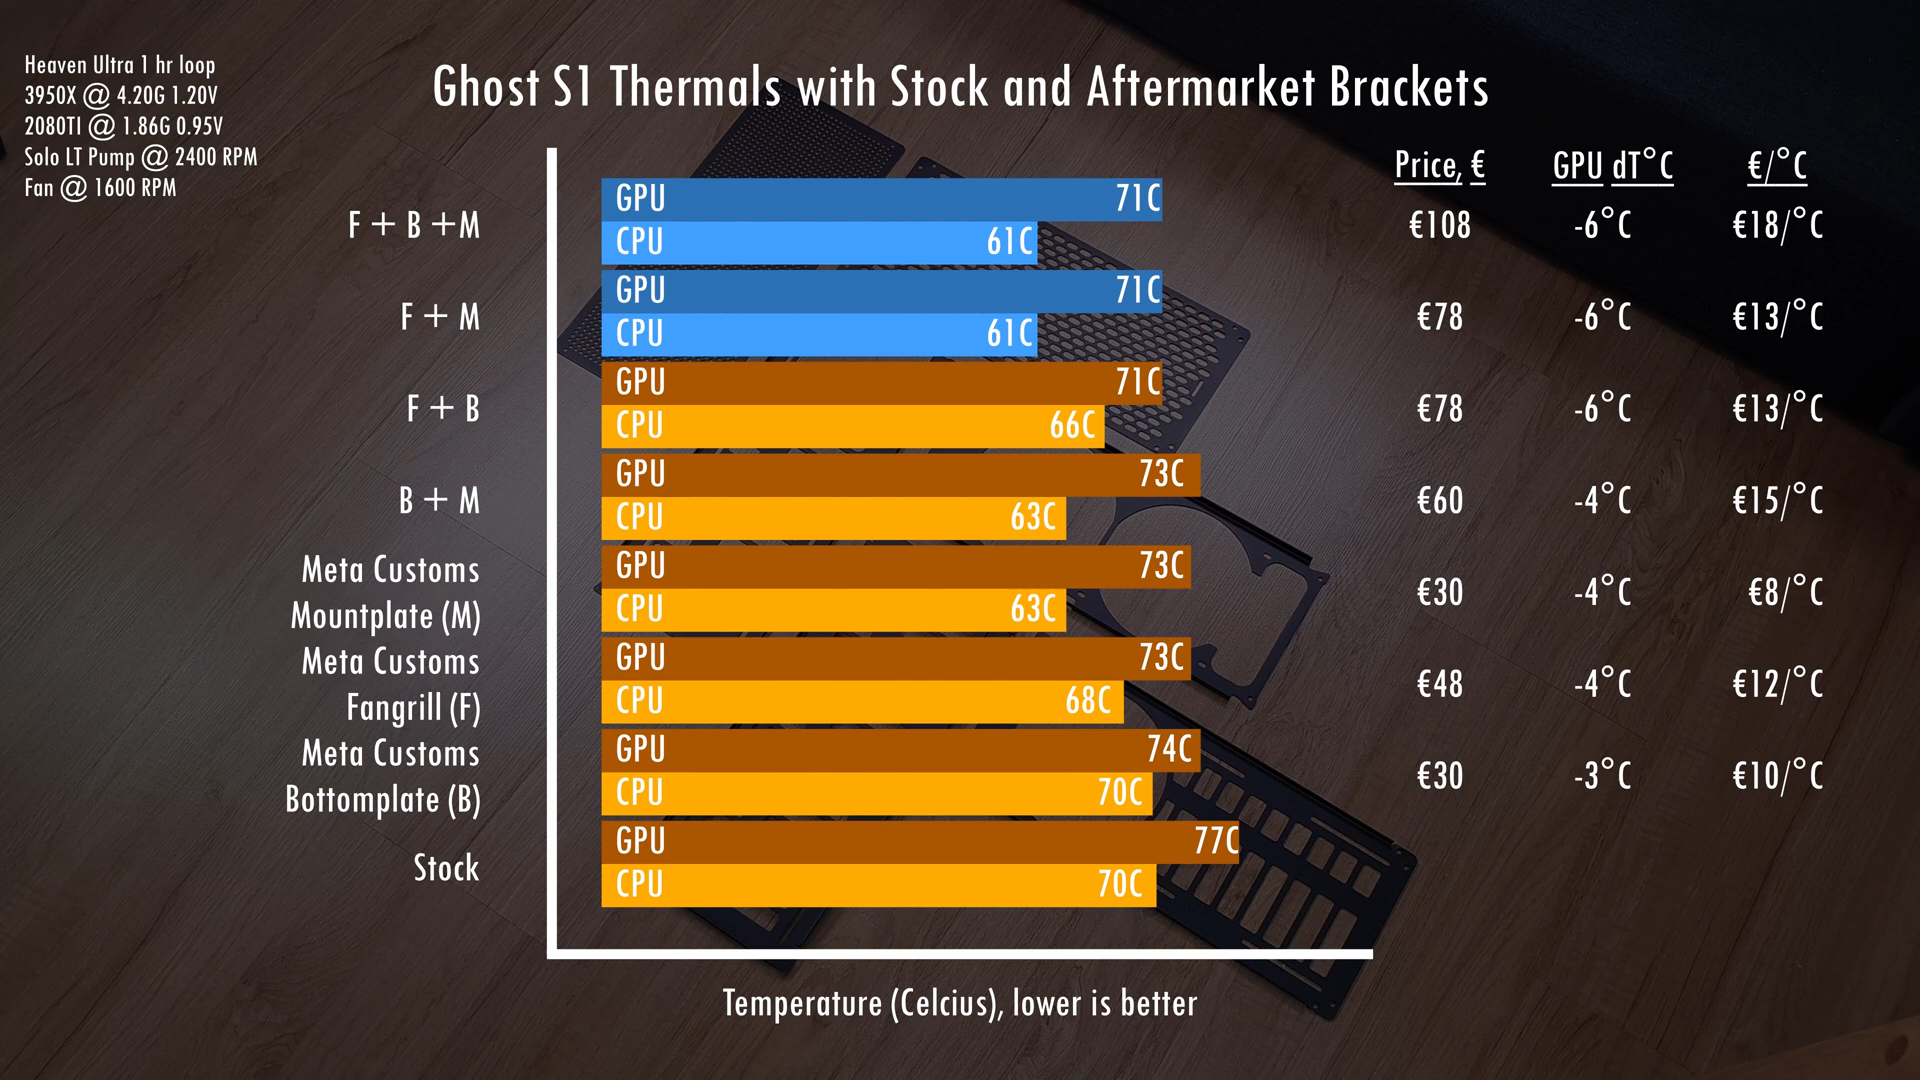 Heaven Ultra 1 hr loop
3950X @ 4.20G 1.20V
2080TI @ 1.86G 0.95V
Solo LT Pump @ 2400 RPM
Fan @ 1600 RPM
Ghost S1 Thermals with Stock and Aftermarket Brackets
Price, € GPU dT°C €/°C
F + B +M
GPU 71C
CPU 61C
€108 -6°C €18/°C
F + M
GPU 71C
CPU 61C
€78 -6°C €13/°C
F + B
GPU 71C
CPU 66C
€78 -6°C €13/°C
B + M
GPU 73C
CPU 63C
€60 -4°C €15/°C
Meta Customs
Mountplate (M)
GPU 73C
CPU 63C
€30 -4°C €8/°C
Meta Customs
Fangrill (F)
GPU 73C
CPU 68C
€48 -4°C €12/°C
Meta Customs
Bottomplate (B)
GPU 74C
CPU 70C
€30 -3°C €10/°C
Stock
GPU 77C
CPU 70C
Temperature (Celcius), lower is better